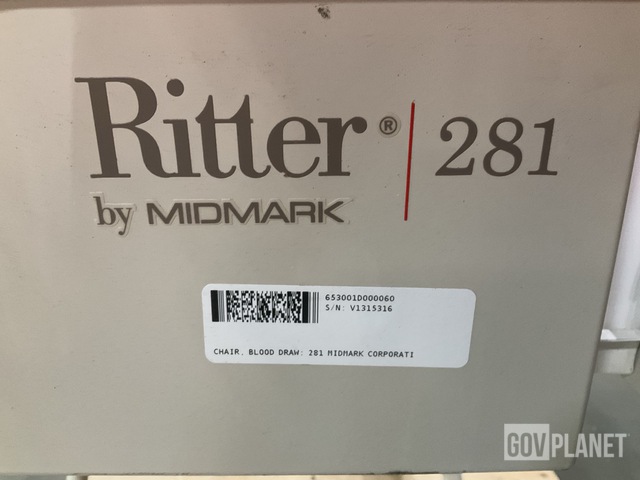 Ritter® | 281
by MIDMARK
653001D000060
S/N: V1315316
CHAIR, BLOOD DRAW: 281 MIDMARK CORPORATI
GOVPLANET